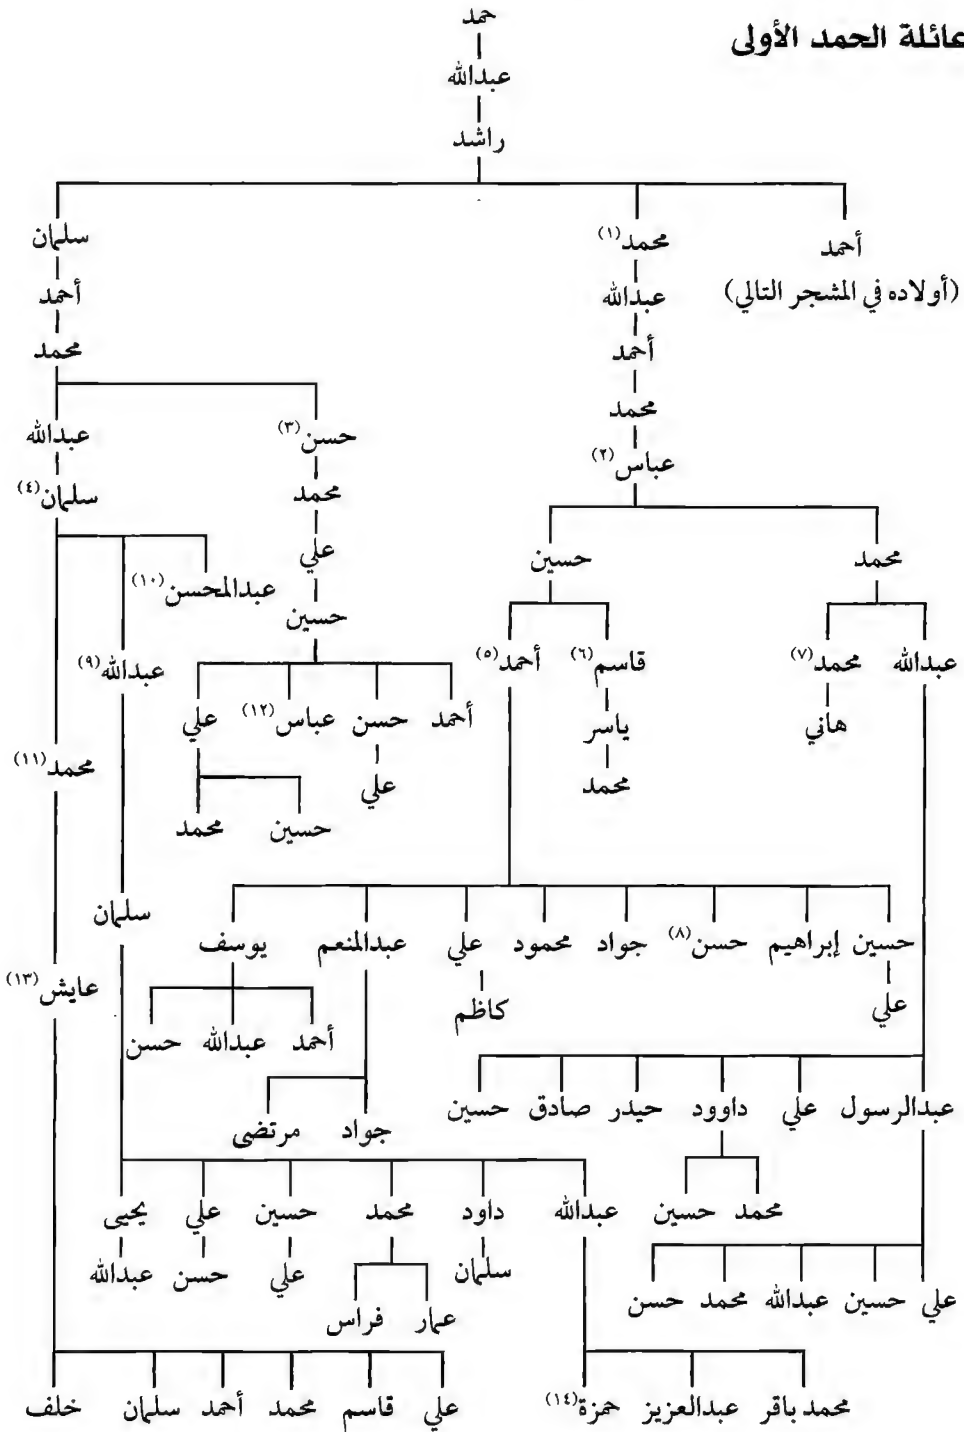 عائلة الحمد الأولى
حمد
عبدالله
راشد
أحمد محمد(١) سلمان
(أولاده في المشجر التالي) عبدالله أحمد
أحمد محمد
محمد
عباس(٢) حسن(٣) عبدالله
محمد سلمان(٤)
محمد حسين علي عبدالمحسن(١٠)
حسين
عبدالله محمد(٧) قاسم(٦) أحمد(٥) عبدالله(٩)
هاني ياسر أحمد حسن عباس(١٢) علي
محمد علي محمد(١١)
حسين محمد
حسين إبراهيم حسن(٨) جواد محمود علي عبدالمنعم يوسف سلمان
علي كاظم عايش(١٣)
أحمد عبدالله حسن
عبدالرسول علي داوود حيدر صادق حسين جواد مرتضى
محمد حسين عبدالله داود محمد حسين علي يحيى
سلمان علي حسن عبدالله
علي حسين عبدالله محمد حسن عمار فراس
محمد باقر عبدالعزيز حمزة(١٤) علي قاسم محمد أحمد سلمان خلف